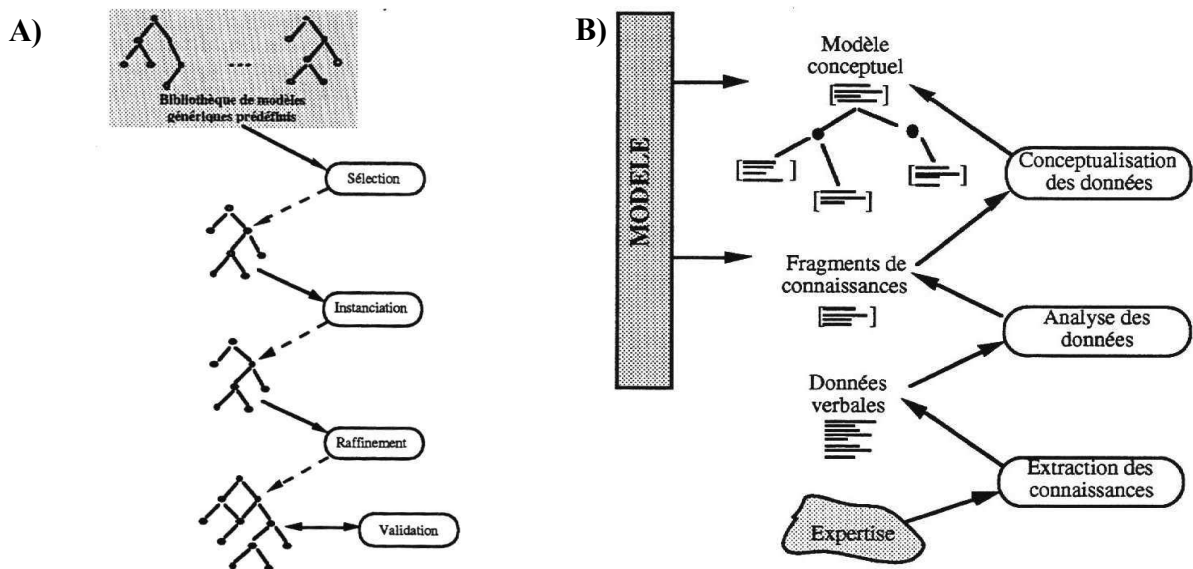 A)
Bibliothèque de modèles
génériques prédéfinis
Sélection
Instanciation
Raffinement
Validation
B)
MODELE
Modèle
conceptuel
Conceptualisation
des données
Fragments de
connaissances
Analyse des
données
Données
verbales
Extraction des
connaissances
Expertise